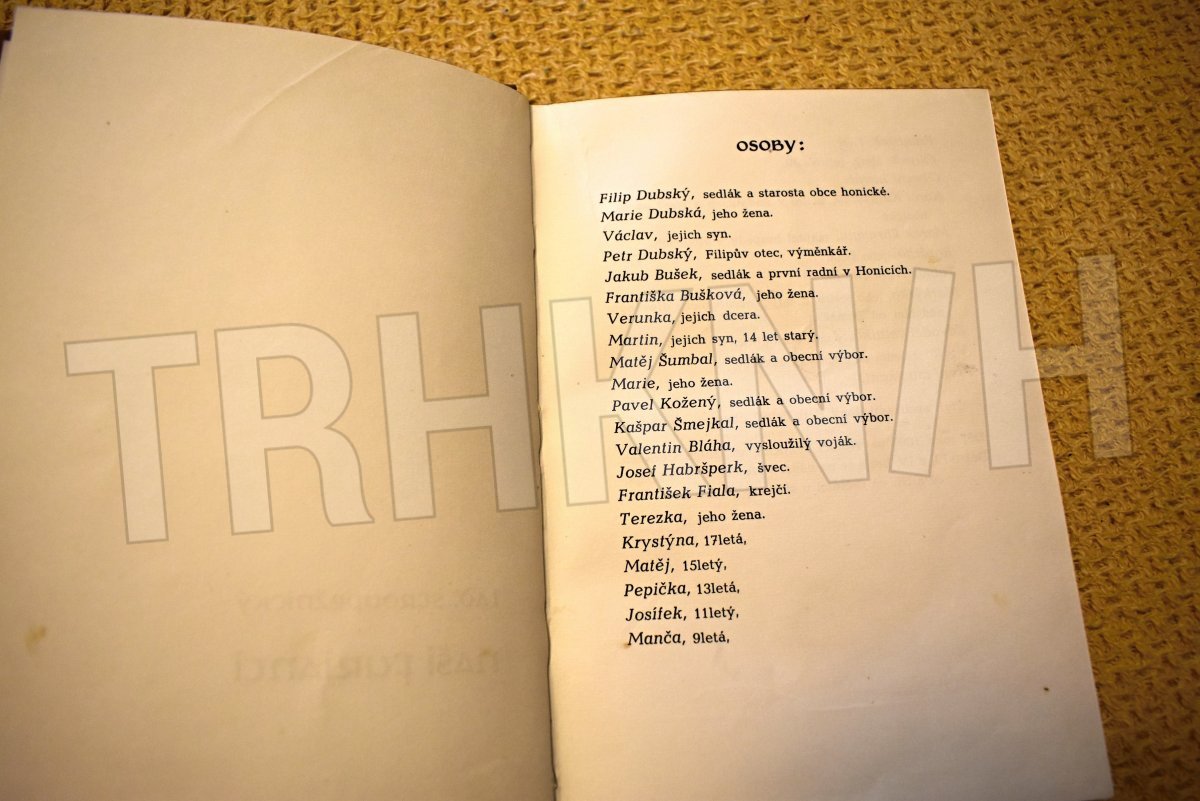 OSOBY:
Filip Dubský, sedlák a starosta obce honické.
Marie Dubská, jeho žena.
Václav, jejich syn.
Petr Dubský, Filipův otec, výměnkář.
Jakub Bušek, sedlák a první radní v Honicích.
Františka Bušková, jeho žena.
Verunka, jejich dcera.
Martin, jejich syn, 14 let starý.
Matěj Šumbal, sedlák a obecní výbor.
Marie, jeho žena.
Pavel Kožený, sedlák a obecní výbor.
Kašpar Šmejkal, sedlák a obecní výbor.
Valentin Bláha, vysloužilý voják.
Josef Habršperk, švec.
František Fiala, krejčí.
Terezka, jeho žena.
Krystýna, 17letá,
Matěj, 15letý,
Pepička, 13letá,
Josífek, 11letý,
Manča, 9letá,
TRHKNIH